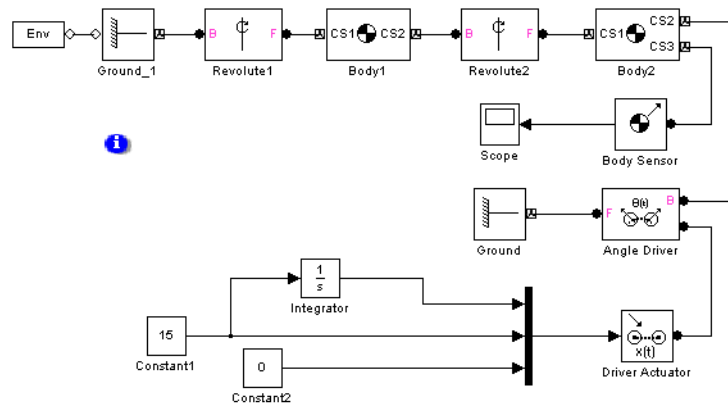 Env
B
F
CS1
CS2
B
F
CS1
CS2
CS3
Ground_1
Revolute1
Body1
Revolute2
Body2
i
Scope
Body Sensor
F
θ(t)
B
Ground
Angle Driver
1
s
Integrator
15
Constant1
0
Constant2
x(t)
Driver Actuator